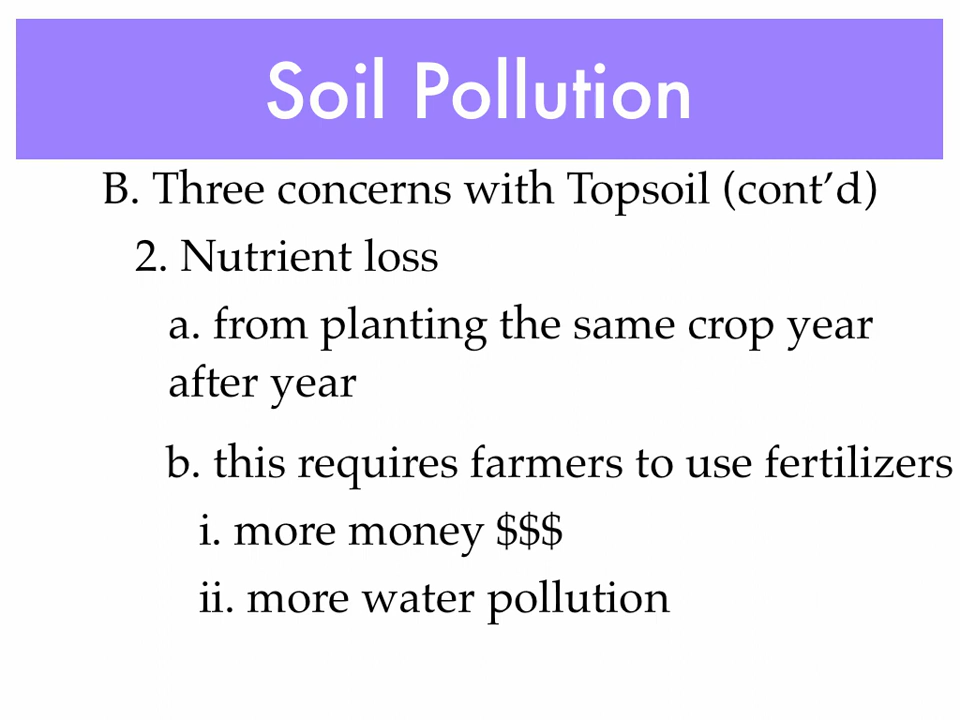 Soil Pollution
B. Three concerns with Topsoil (cont’d)
2. Nutrient loss
a. from planting the same crop year
after year
b. this requires farmers to use fertilizers
i. more money $$$
ii. more water pollution